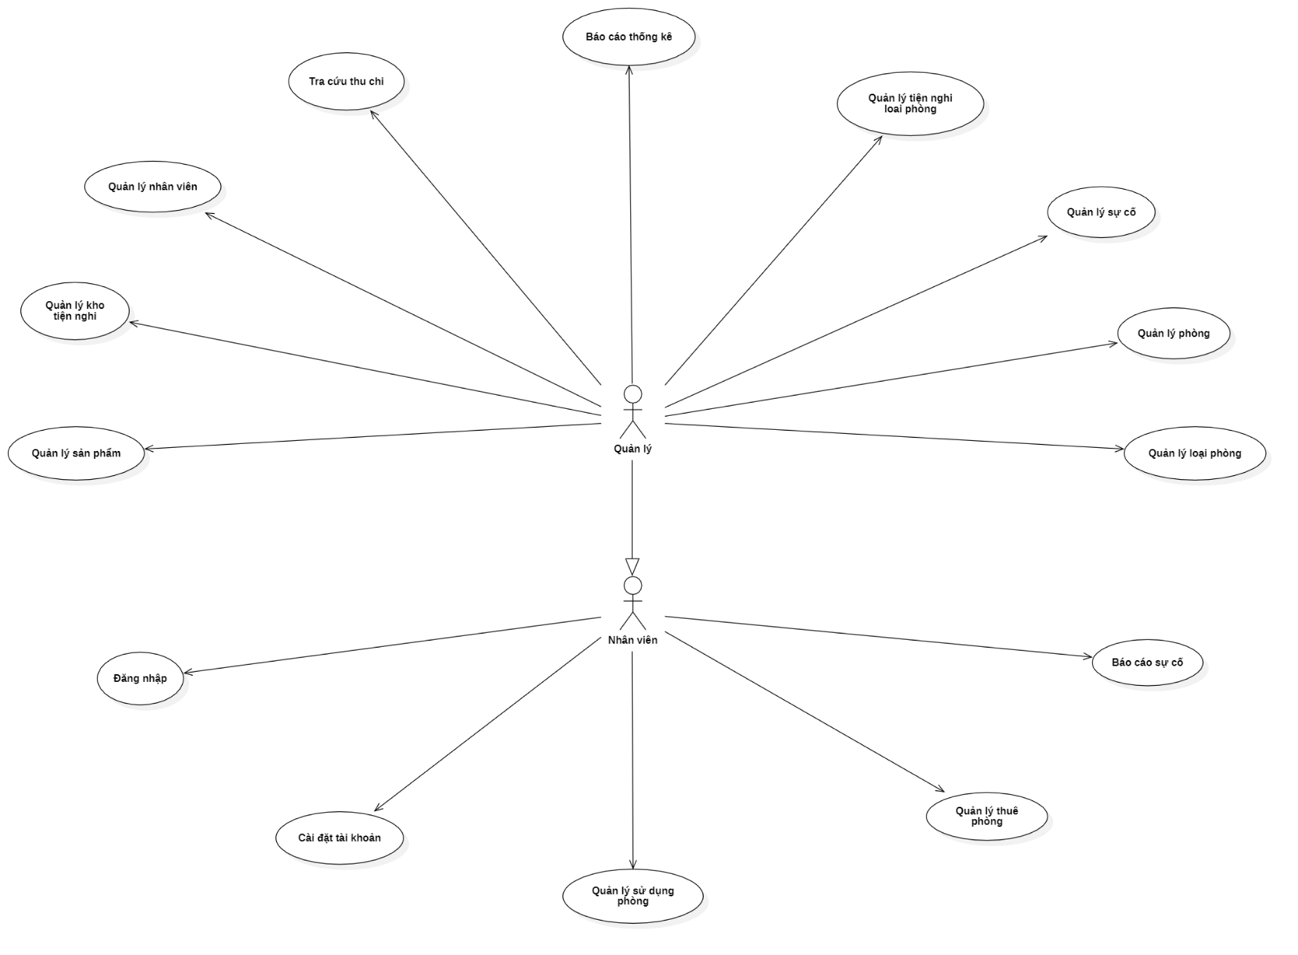 Báo cáo thống kê
Tra cứu thu chi
Quản lý tiện nghi
loại phòng
Quản lý nhân viên
Quản lý sự cố
Quản lý kho
tiện nghi
Quản lý phòng
Quản lý sản phẩm
Quản lý
Quản lý loại phòng
Nhân viên
Đăng nhập
Báo cáo sự cố
Cài đặt tài khoản
Quản lý thuê
phòng
Quản lý sử dụng
phòng